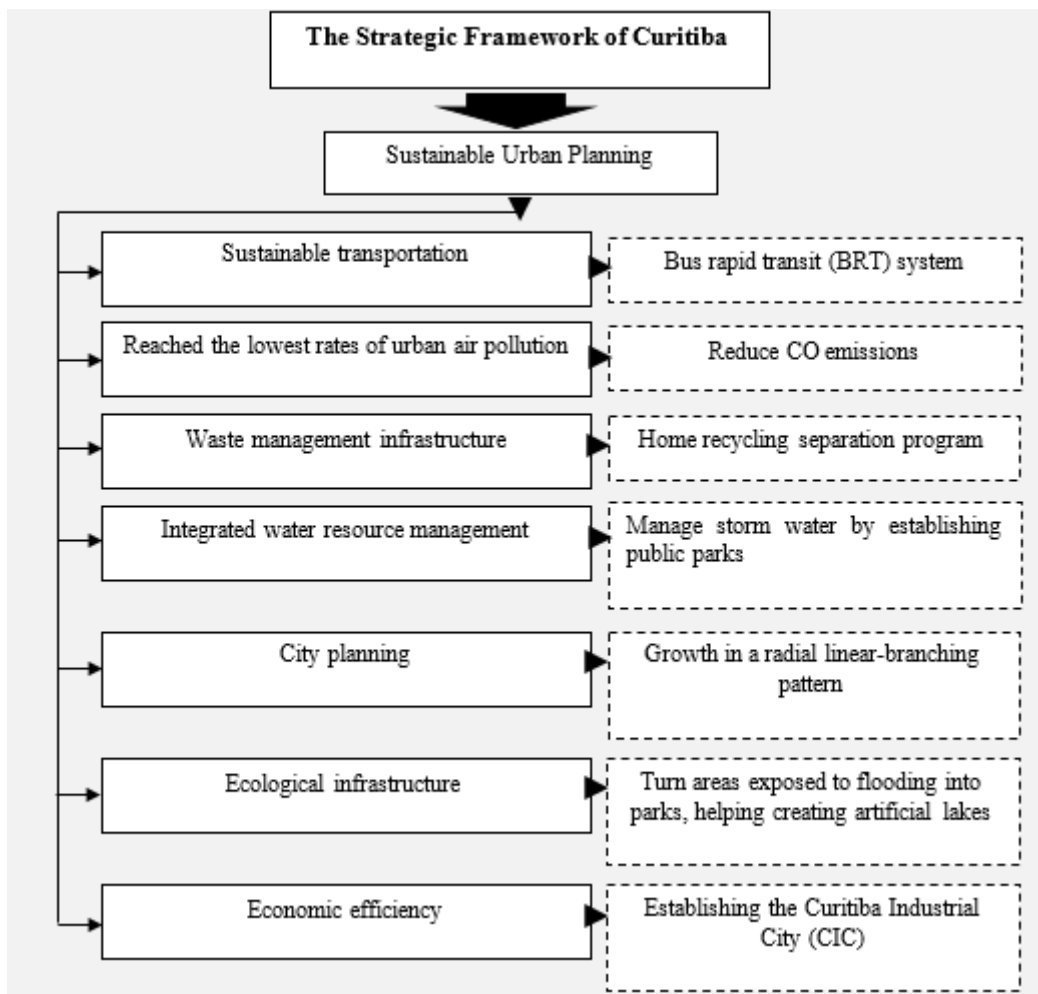 The Strategic Framework of Curitiba
Sustainable Urban Planning
Sustainable transportation
Bus rapid transit (BRT) system
Reached the lowest rates of urban air pollution
Reduce CO emissions
Waste management infrastructure
Home recycling separation program
Integrated water resource management
Manage storm water by establishing
public parks
City planning
Growth in a radial linear-branching
pattern
Ecological infrastructure
Turn areas exposed to flooding into
parks, helping creating artificial lakes
Economic efficiency
Establishing the Curitiba Industrial
City (CIC)